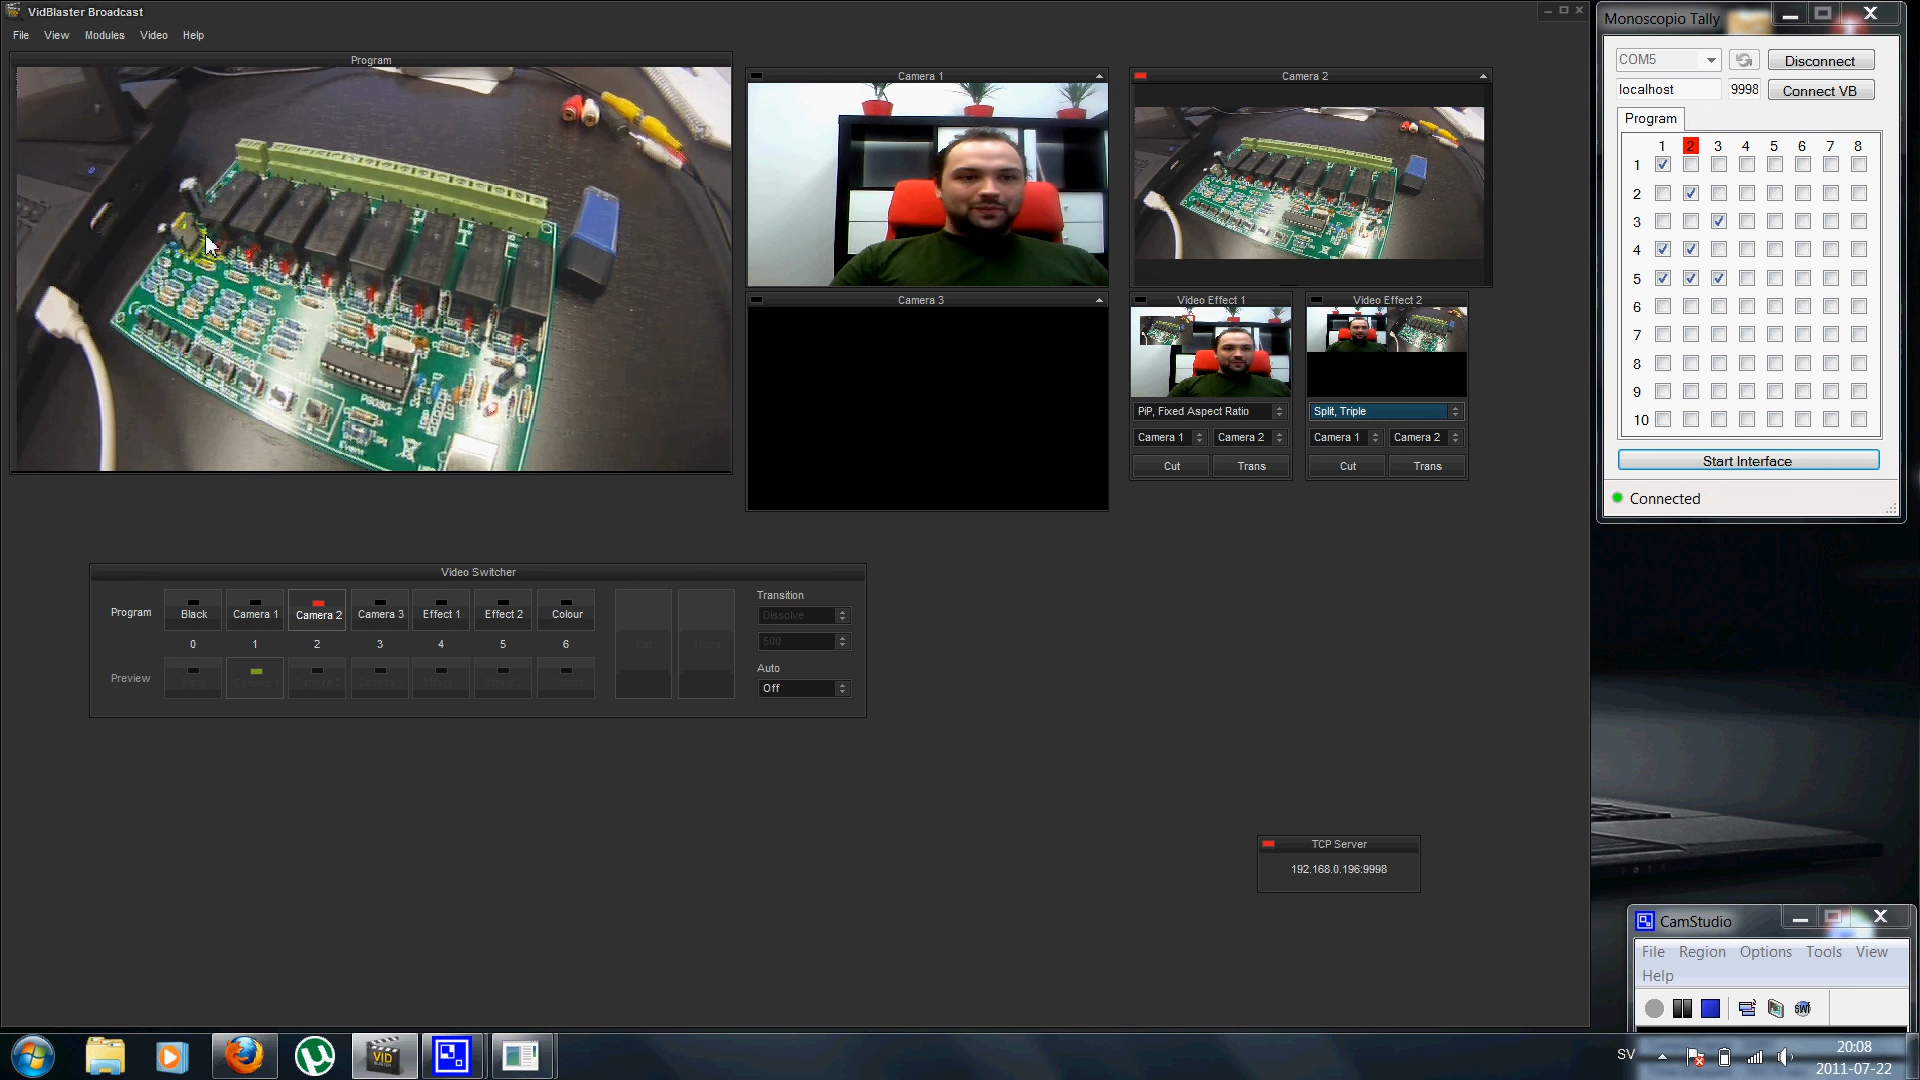 VidBlaster Broadcast
File View Modules Video Help
Program
Camera 1
Camera 2
Camera 3
Video Effect 1
Video Effect 2
PiP, Fixed Aspect Ratio
Split, Triple
Camera 1 Camera 2
Camera 1 Camera 2
Cut Trans
Cut Trans
P8030-2
Video Switcher
Program Black Camera 1 Camera 2 Camera 3 Effect 1 Effect 2 Colour
0 1 2 3 4 5 6
Preview
Transition
Dissolve
500
Auto
Off
TCP Server
192.168.0.196:9998
Monoscopio Tally
COM5 Disconnect
localhost 9998 Connect VB
Program
1 2 3 4 5 6 7 8
1
2
3
4
5
6
7
8
9
10
Start Interface
Connected
CamStudio
File Region Options Tools View
Help
SWF
VID
SV
20:08
2011-07-22